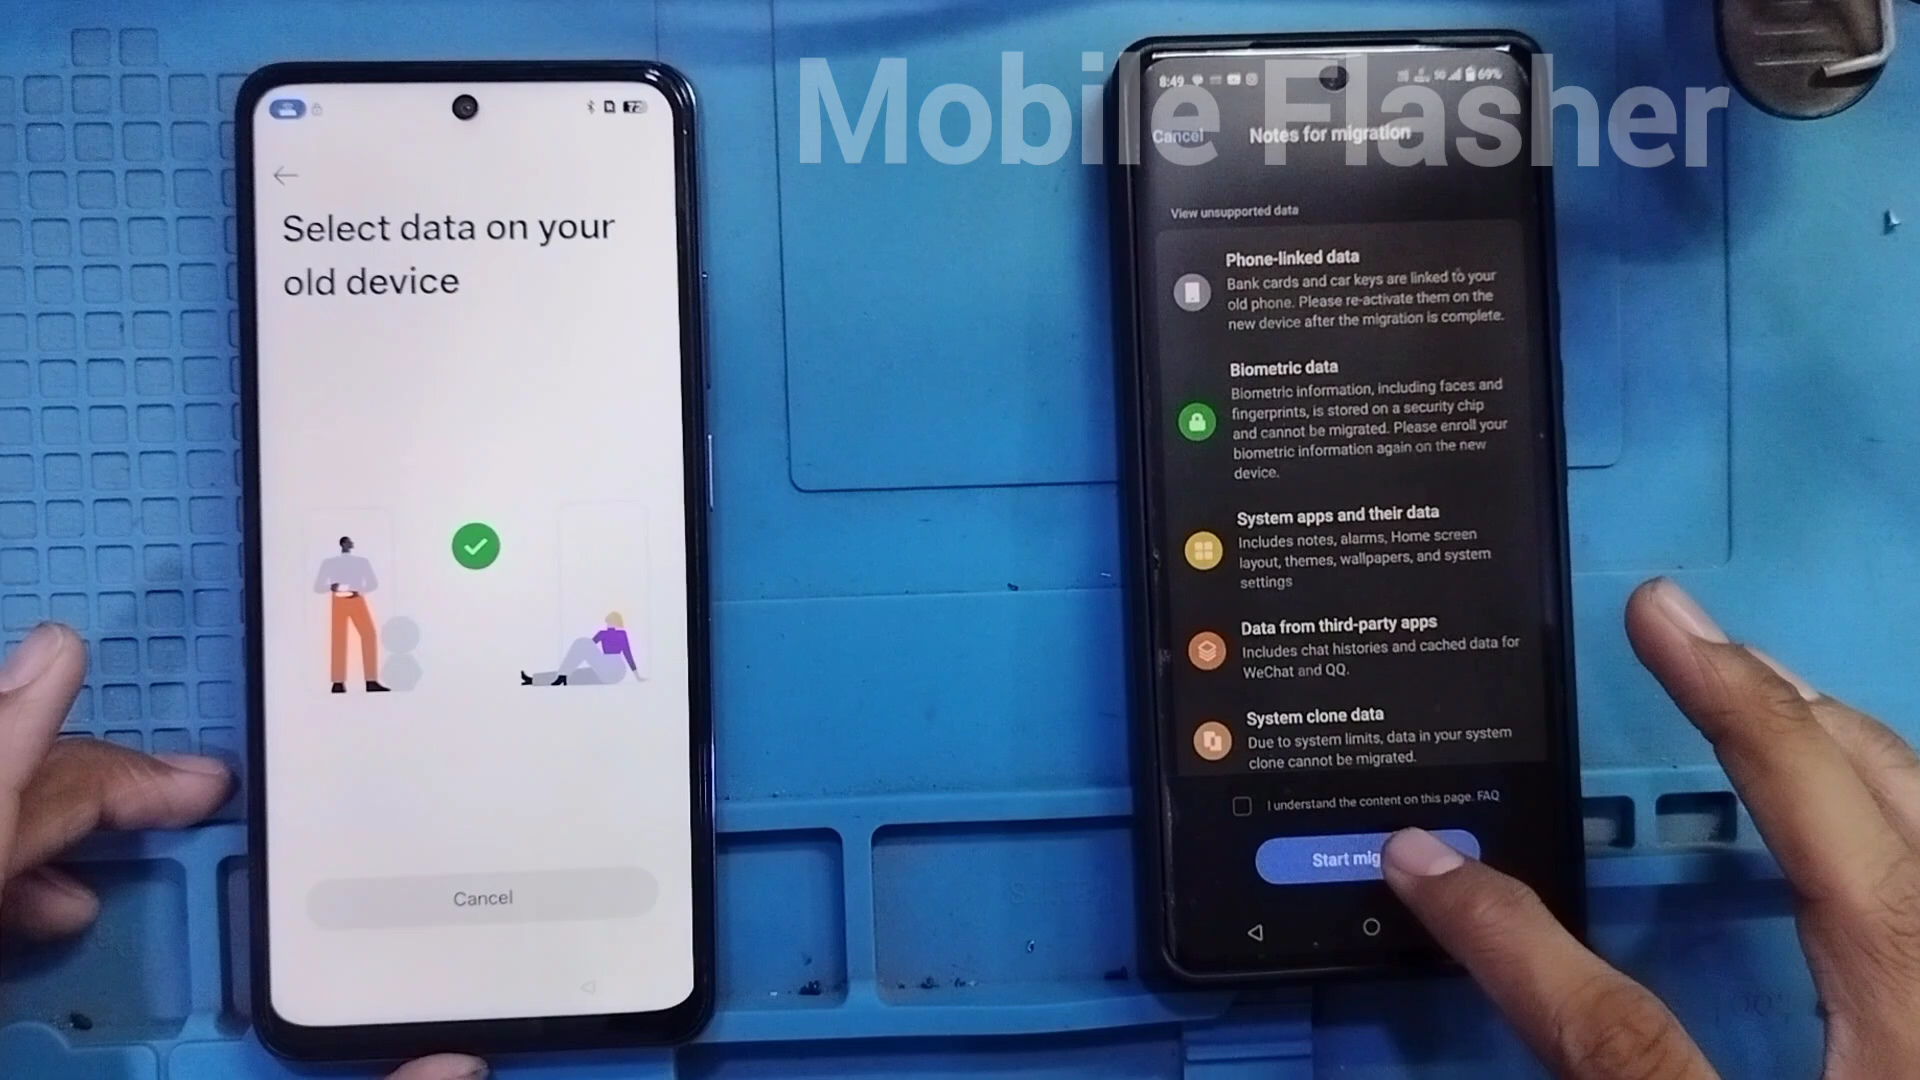 Mobile Flasher
72
Select data on your
old device
Cancel
8:49
5G
69%
Cancel
Notes for migration
View unsupported data
Phone-linked data
Bank cards and car keys are linked to your
old phone. Please re-activate them on the
new device after the migration is complete.
Biometric data
Biometric information, including faces and
fingerprints, is stored on a security chip
and cannot be migrated. Please enroll your
biometric information again on the new
device.
System apps and their data
Includes notes, alarms, Home screen
layout, themes, wallpapers, and system
settings
Data from third-party apps
Includes chat histories and cached data for
WeChat and QQ.
System clone data
Due to system limits, data in your system
clone cannot be migrated.
I understand the content on this page. FAQ
Start mig